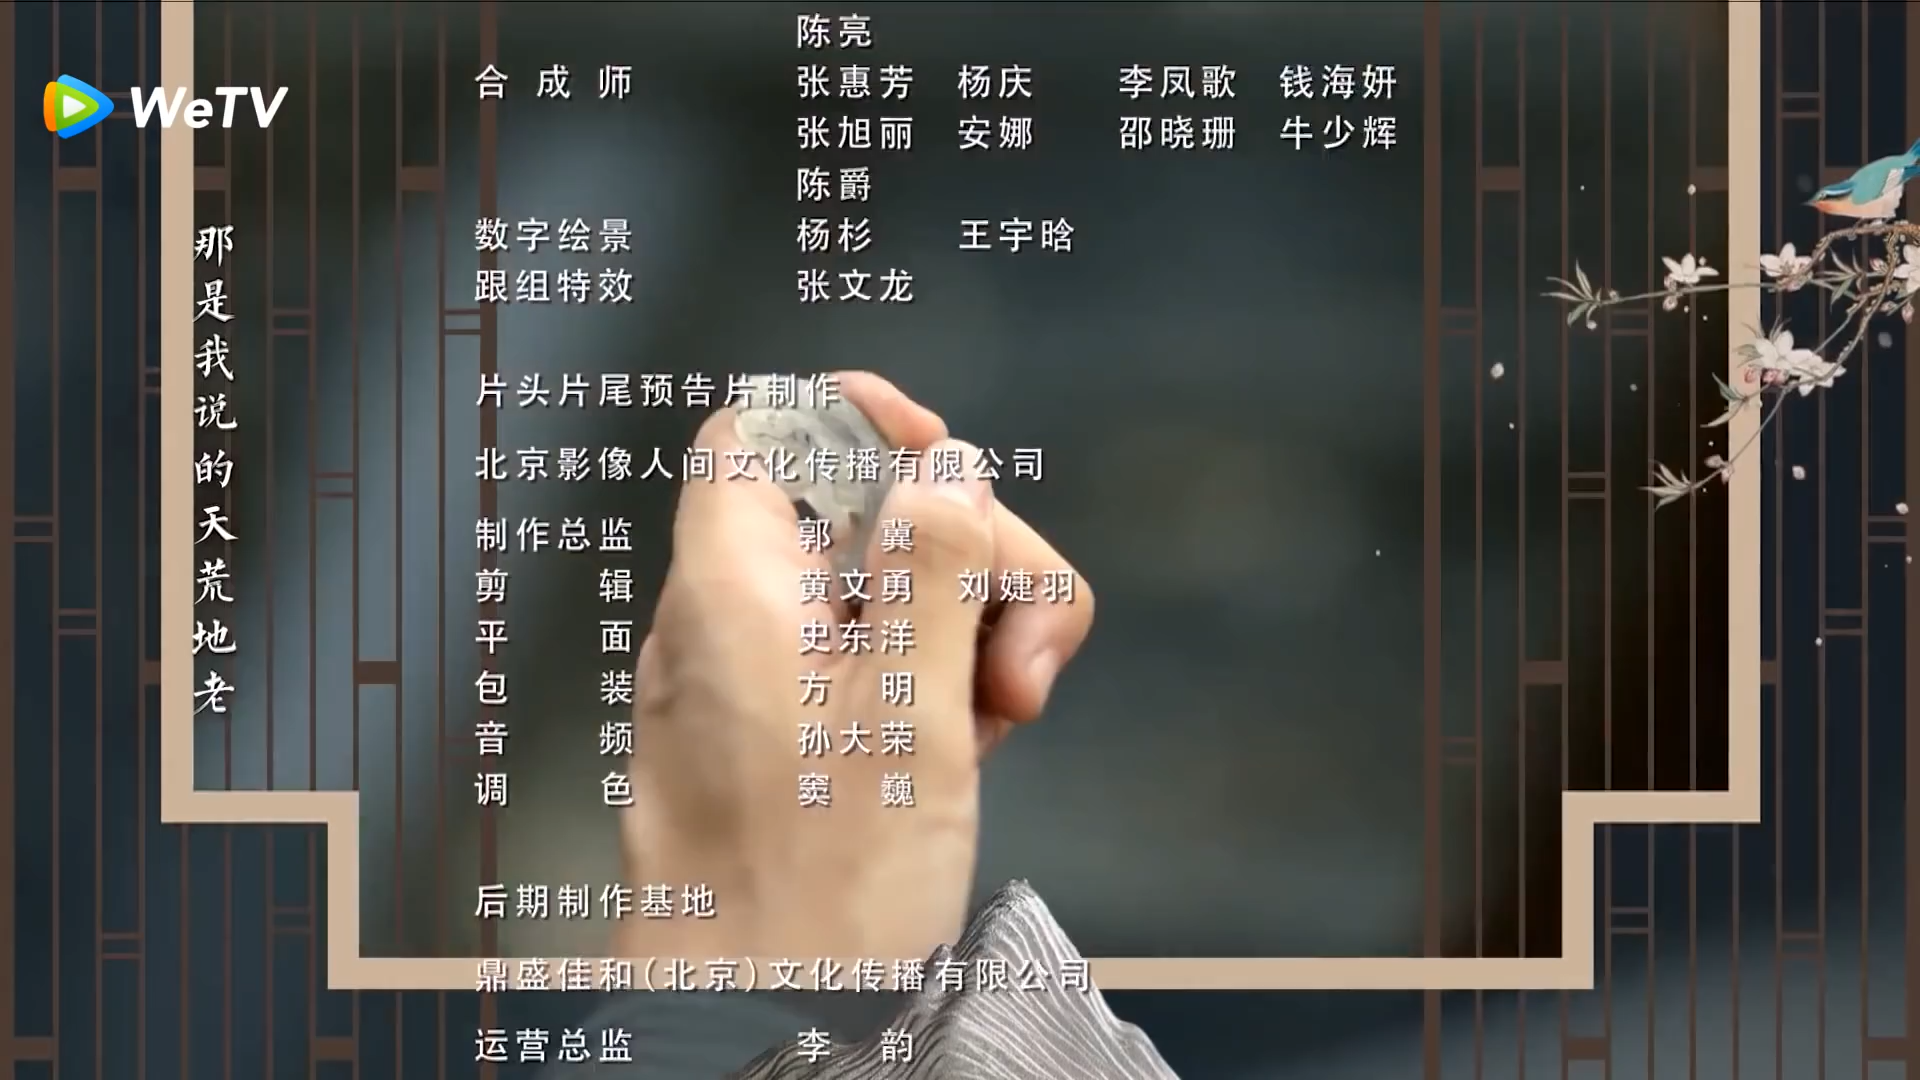 WeTV
陈亮
合成师 张惠芳 杨庆 李凤歌 钱海妍
张旭丽 安娜 邵晓珊 牛少辉
陈爵
数字绘景 杨杉 王宇晗
跟组特效 张文龙
片头片尾预告片制作
北京影像人间文化传播有限公司
制作总监 郭冀
剪辑 黄文勇 刘婕羽
平面 史东洋
包装 方明
音频 孙大荣
调色 窦巍
后期制作基地
鼎盛佳和(北京)文化传播有限公司
运营总监 李韵
那是我说的天荒地老